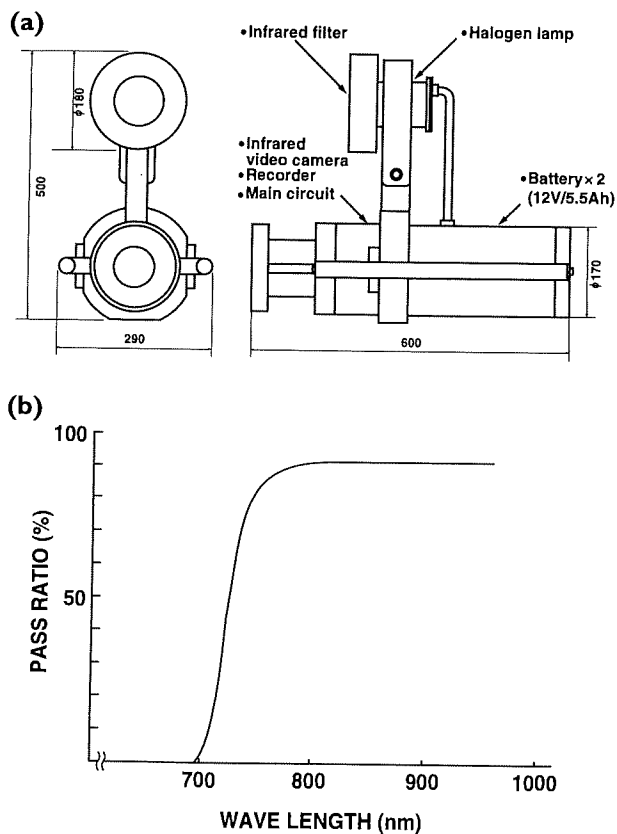 (a)
•Infrared filter
•Halogen lamp
φ180
500
•Infrared
video camera
•Recorder
•Main circuit
•Battery×2
(12V/5.5Ah)
φ170
290
600
(b)
100
50
PASS RATIO (%)
700
800
900
1000
WAVE LENGTH (nm)